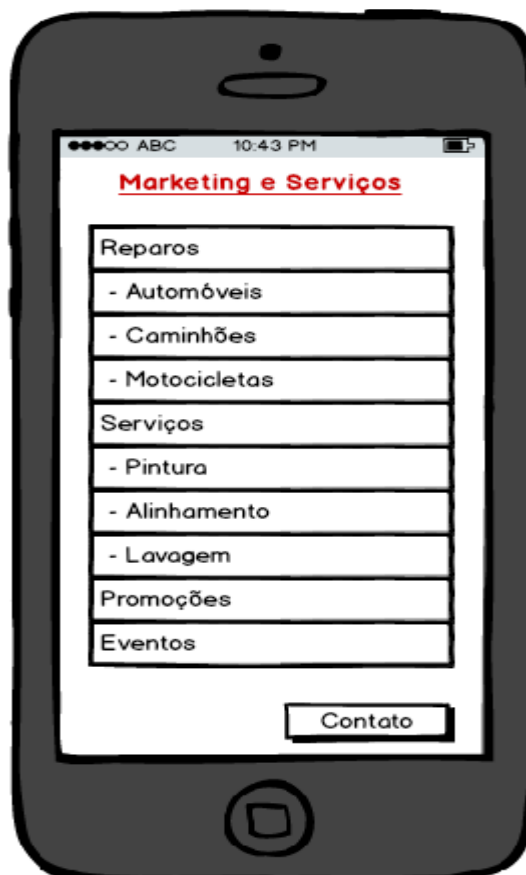 ABC 10:43 PM
Marketing e Serviços
Reparos
- Automóveis
- Caminhões
- Motocicletas
Serviços
- Pintura
- Alinhamento
- Lavagem
Promoções
Eventos
Contato